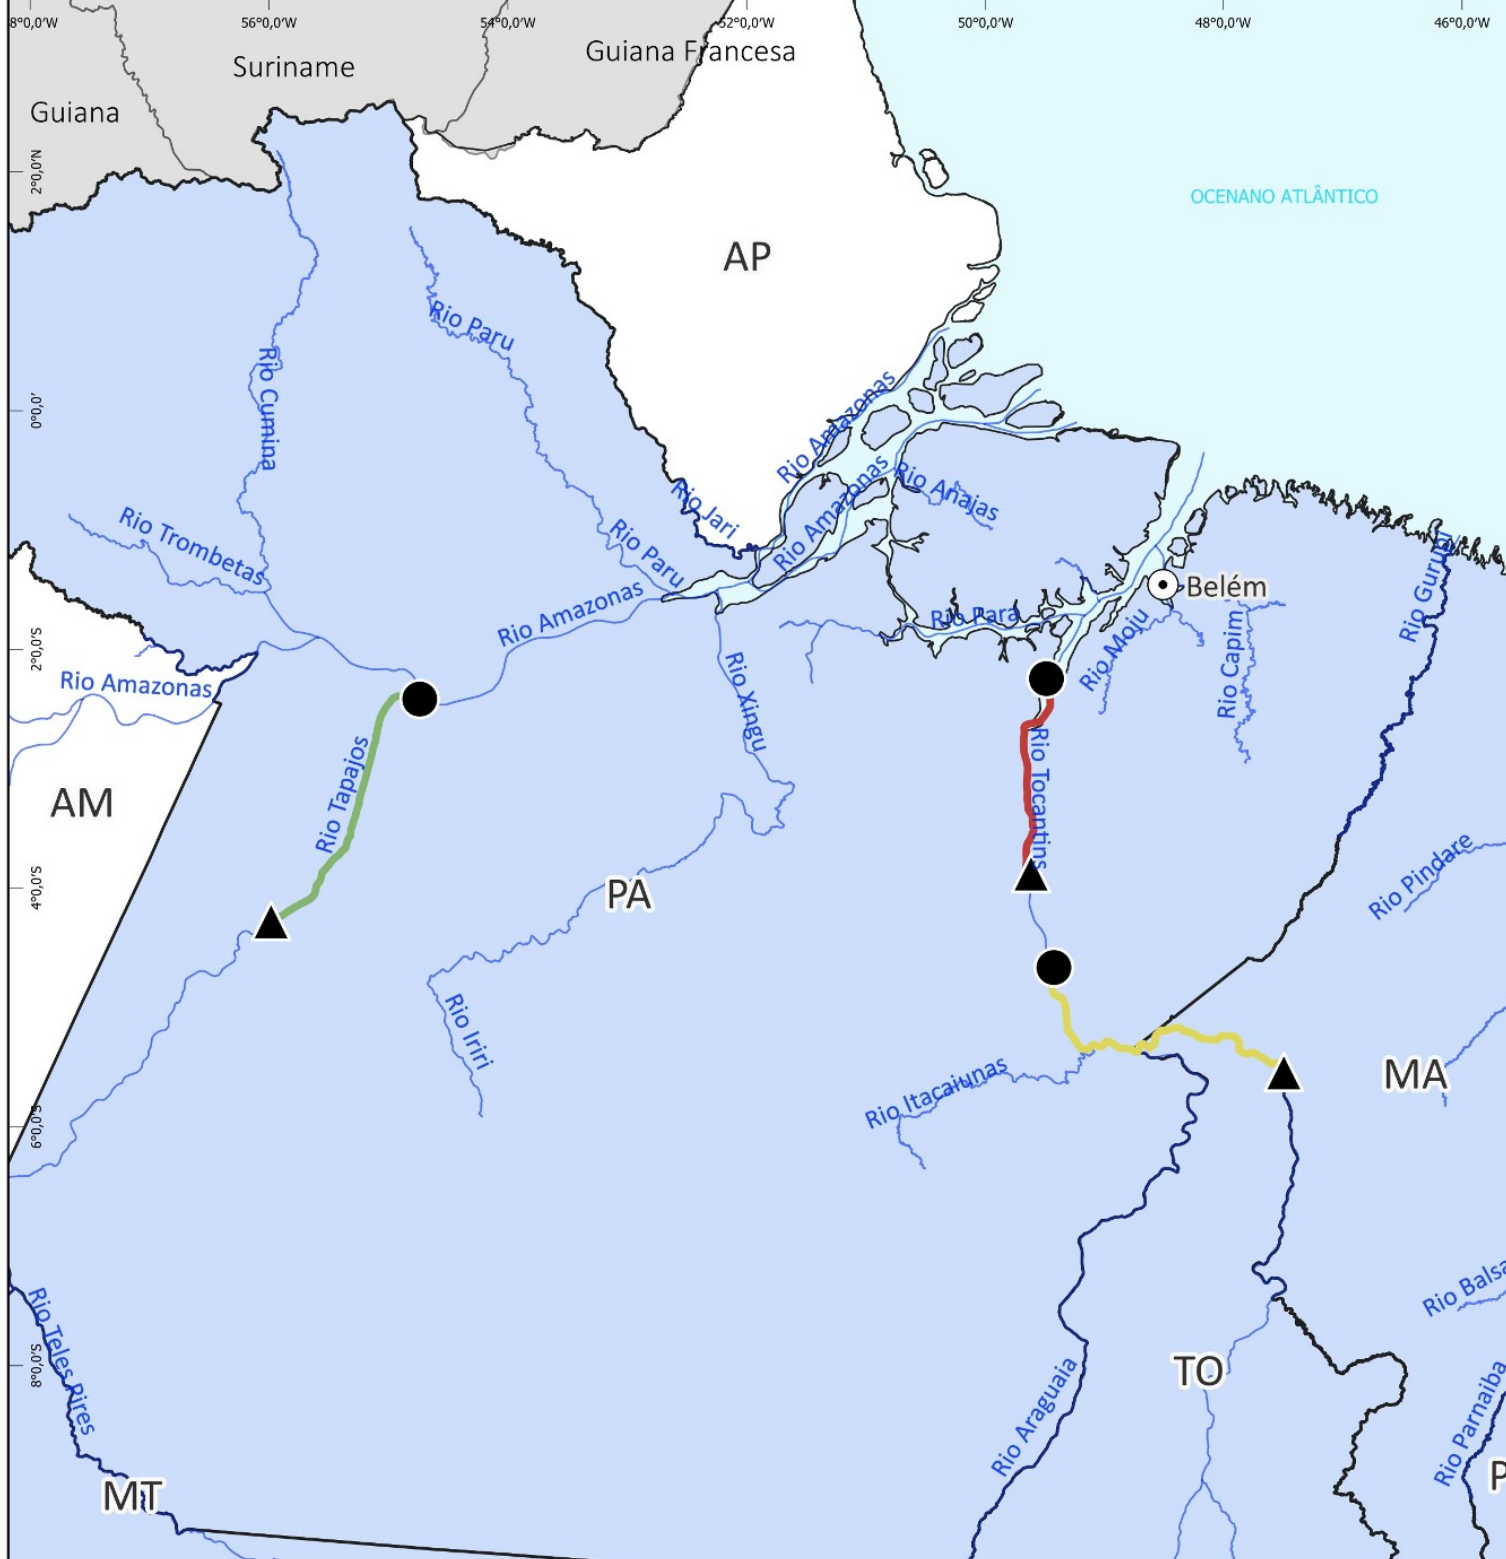 8°0,0'W
56°0,0'W
54°0,0'W
52°0,0'W
50°0,0'W
48°0,0'W
46°0,0'W
Guiana Francesa
Suriname
Guiana
2°0,0'N
OCENANO ATLÂNTICO
AP
Rio Paru
Rio Cumina
0°0,0'
Rio Amazonas
Rio Jari
Rio Amazonas
Rio Anajas
Rio Trombetas
Rio Paru
Rio Amazonas
Rio Para
Belém
Rio Moju
Rio Capim
Rio Gurupi
2°0,0'S
Rio Amazonas
Rio Xingu
Rio Tapajos
Rio Tocantins
AM
4°0,0'S
PA
Rio Pindare
Rio Iriri
Rio Itacaiunas
MA
6°0,0'S
Rio Balsa
Rio Teles Pires
8°0,0'S
TO
Rio Araguaia
Rio Parnaiba
MT
P